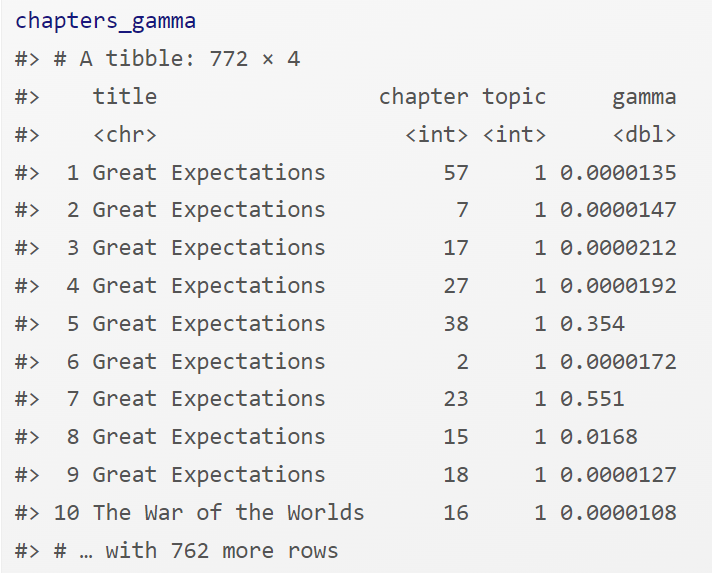 chapters_gamma
#> # A tibble: 772 × 4
#>    title                    chapter topic     gamma
#>    <chr>                      <int> <int>     <dbl>
#>  1 Great Expectations            57     1 0.0000135
#>  2 Great Expectations             7     1 0.0000147
#>  3 Great Expectations            17     1 0.0000212
#>  4 Great Expectations            27     1 0.0000192
#>  5 Great Expectations            38     1 0.354
#>  6 Great Expectations             2     1 0.0000172
#>  7 Great Expectations            23     1 0.551
#>  8 Great Expectations            15     1 0.0168
#>  9 Great Expectations            18     1 0.0000127
#> 10 The War of the Worlds         16     1 0.0000108
#> # … with 762 more rows